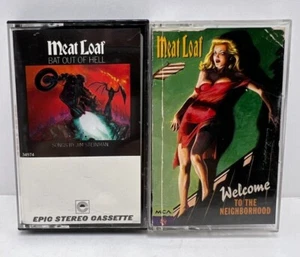 Meat Loaf
BAT OUT OF HELL
SONGS BY JIM STEINMAN
34974
EPIC STEREO CASSETTE
Meat Loaf
Welcome
TO THE
NEIGHBORHOOD
MCA